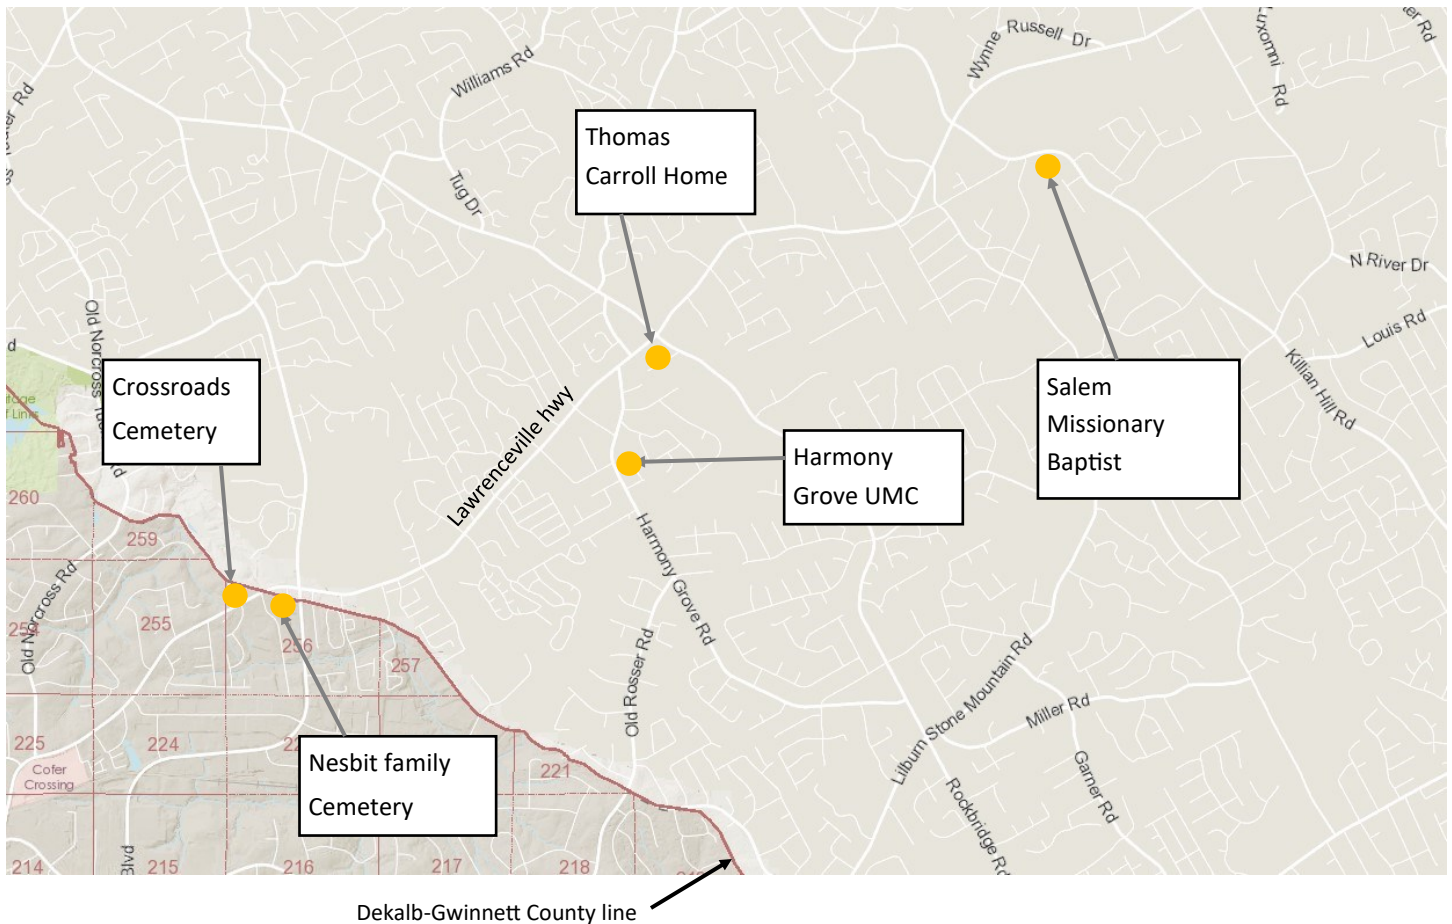 Wynne Russell Dr
Rd
Williams Rd
Rd
Thomas
Carroll Home
Tug Dr
N River Dr
Old Norcross
Louis Rd
d
Killian Hill Rd
Crossroads
Cemetery
Salem
Missionary
Baptist
Lawrenceville hwy
Harmony
Grove UMC
Rd
260
259
Harmony Grove Rd
Old Norcross Rd
255
254
256
257
Old Rosser Rd
Lilburn Stone Mountain Rd
Miller Rd
225
224
Cofer
Crossing
Nesbit family
Cemetery
221
Garner Rd
Rockbridge Rd
Blvd
214
215
216
217
218
Dekalb-Gwinnett County line